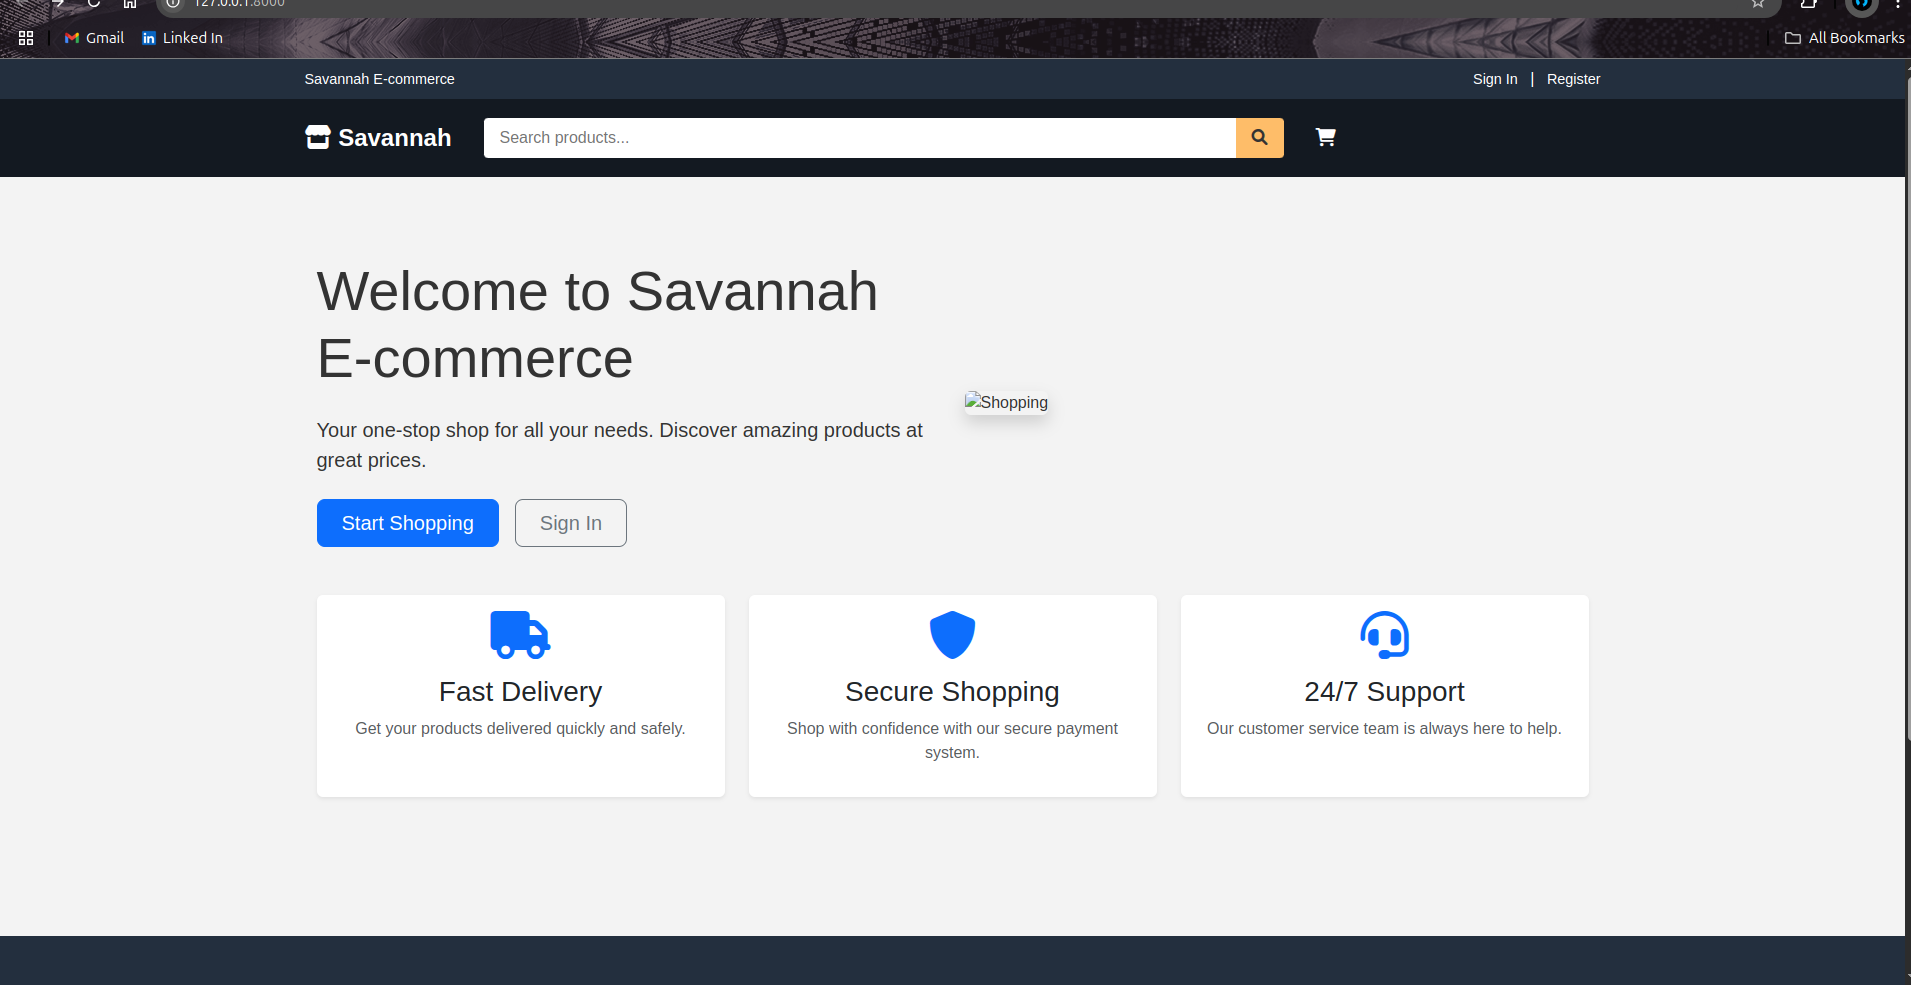 127.0.0.1:8000
Gmail
Linked In
All Bookmarks
Savannah E-commerce
Sign In | Register
Savannah
Search products...
Welcome to Savannah
E-commerce
Shopping
Your one-stop shop for all your needs. Discover amazing products at
great prices.
Start Shopping
Sign In
Fast Delivery
Get your products delivered quickly and safely.
Secure Shopping
Shop with confidence with our secure payment
system.
24/7 Support
Our customer service team is always here to help.